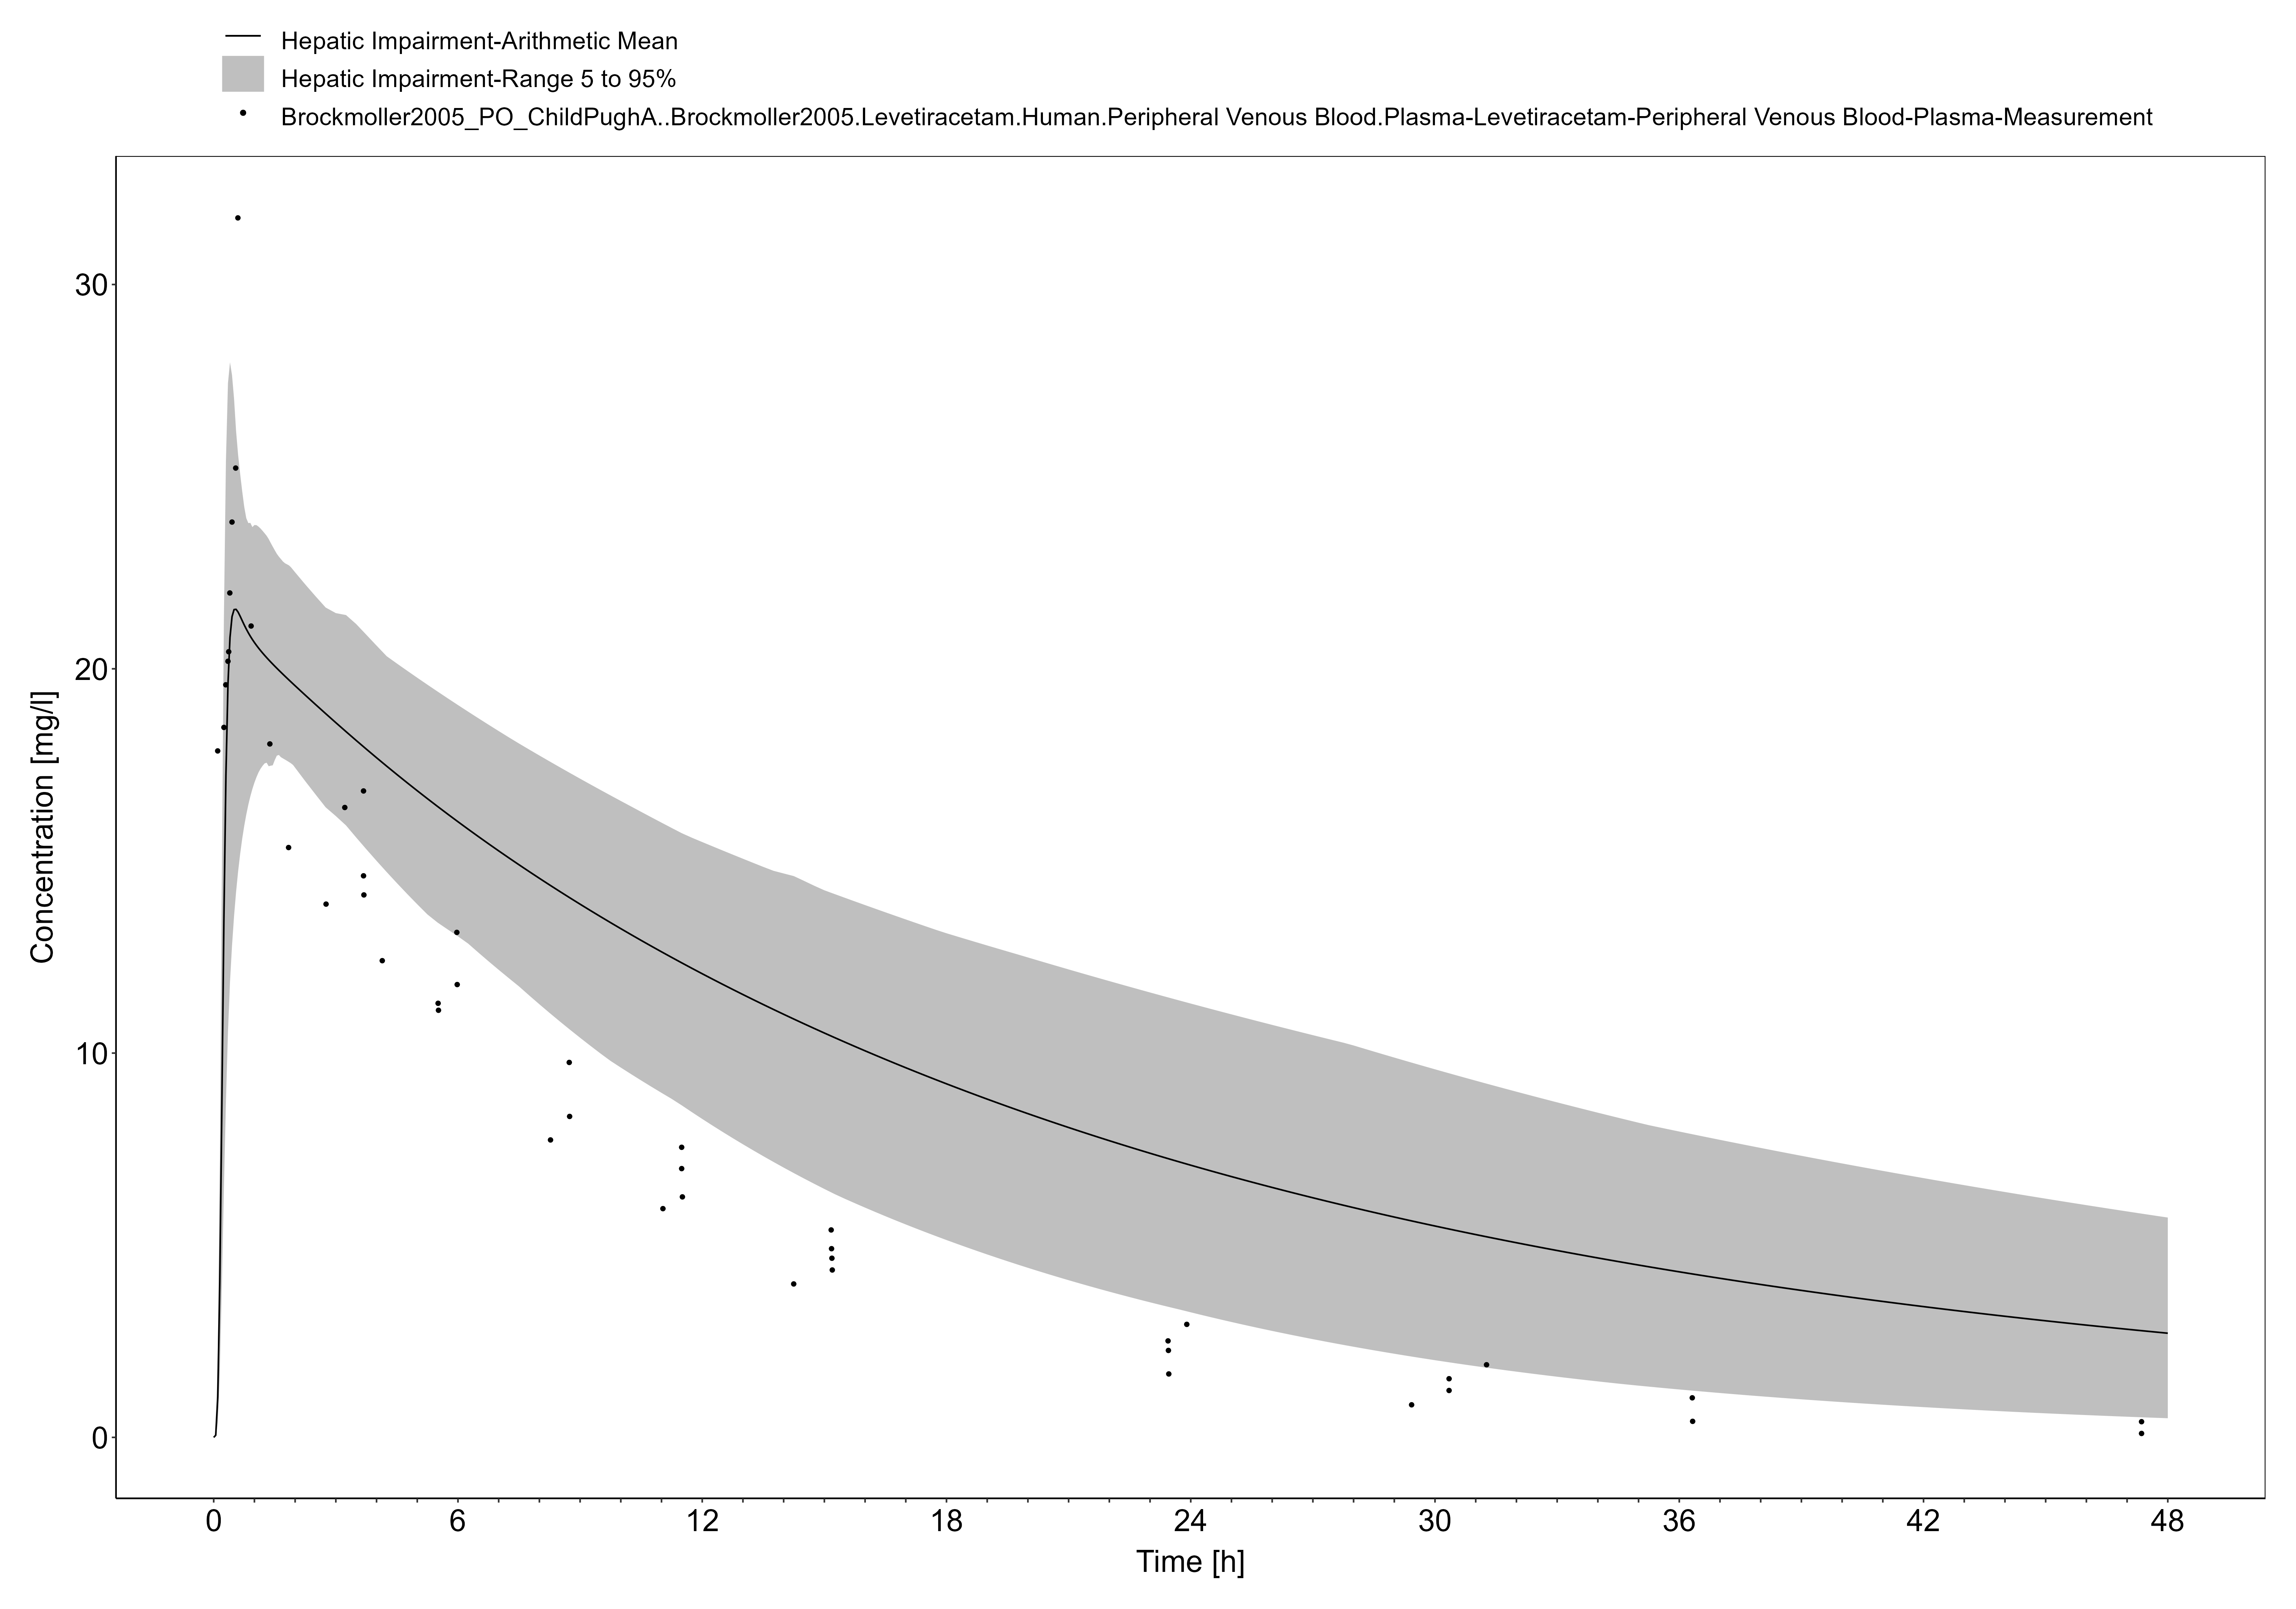 Hepatic Impairment-Arithmetic Mean
Hepatic Impairment-Range 5 to 95%
Brockmoller2005_PO_ChildPughA..Brockmoller2005.Levetiracetam.Human.Peripheral Venous Blood.Plasma-Levetiracetam-Peripheral Venous Blood-Plasma-Measurement
30
20
10
0
Concentration [mg/l]
0 6 12 18 24 30 36 42 48
Time [h]